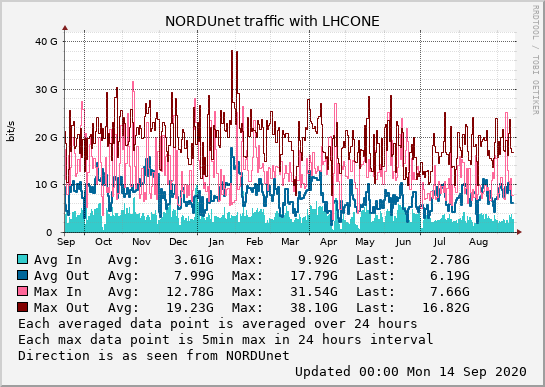 NORDUnet traffic with LHCONE
RRDTOOL / TOBI OETIKER
bit/s
40 G
30 G
20 G
10 G
0
Sep Oct Nov Dec Jan Feb Mar Apr May Jun Jul Aug
Avg In Avg: 3.61G Max: 9.92G Last: 2.78G
Avg Out Avg: 7.99G Max: 17.79G Last: 6.19G
Max In Avg: 12.78G Max: 31.54G Last: 7.66G
Max Out Avg: 19.23G Max: 38.10G Last: 16.82G
Each averaged data point is averaged over 24 hours
Each max data point is 5min max in 24 hours interval
Direction is as seen from NORDUnet
Updated 00:00 Mon 14 Sep 2020